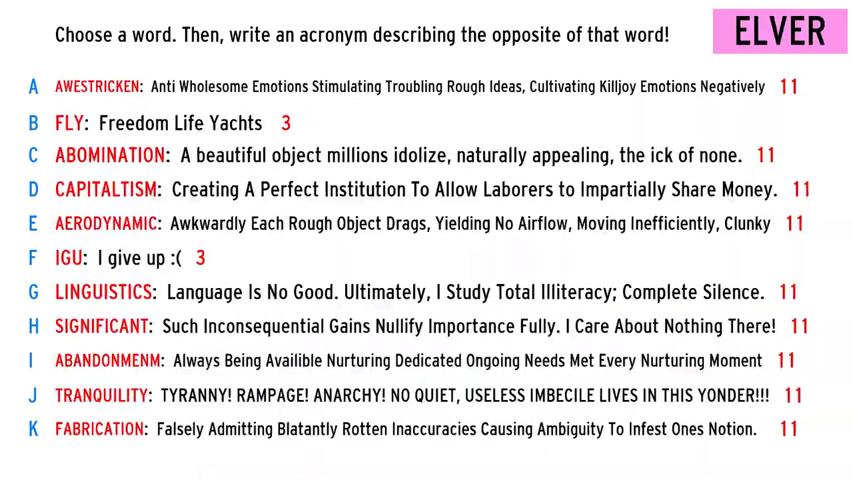 Choose a word. Then, write an acronym describing the opposite of that word!
ELVER
A AWESTRICKEN: Anti Wholesome Emotions Stimulating Troubling Rough Ideas, Cultivating Killjoy Emotions Negatively 11
B FLY: Freedom Life Yachts 3
C ABOMINATION: A beautiful object millions idolize, naturally appealing, the ick of none. 11
D CAPITALTISM: Creating A Perfect Institution To Allow Laborers to Impartially Share Money. 11
E AERODYNAMIC: Awkwardly Each Rough Object Drags, Yielding No Airflow, Moving Inefficiently, Clunky 11
F IGU: I give up :( 3
G LINGUISTICS: Language Is No Good. Ultimately, I Study Total Illiteracy; Complete Silence. 11
H SIGNIFICANT: Such Inconsequential Gains Nullify Importance Fully. I Care About Nothing There! 11
I ABANDONMENM: Always Being Availible Nurturing Dedicated Ongoing Needs Met Every Nurturing Moment 11
J TRANQUILITY: TYRANNY! RAMPAGE! ANARCHY! NO QUIET, USELESS IMBECILE LIVES IN THIS YONDER!!! 11
K FABRICATION: Falsely Admitting Blatantly Rotten Inaccuracies Causing Ambiguity To Infest Ones Notion. 11